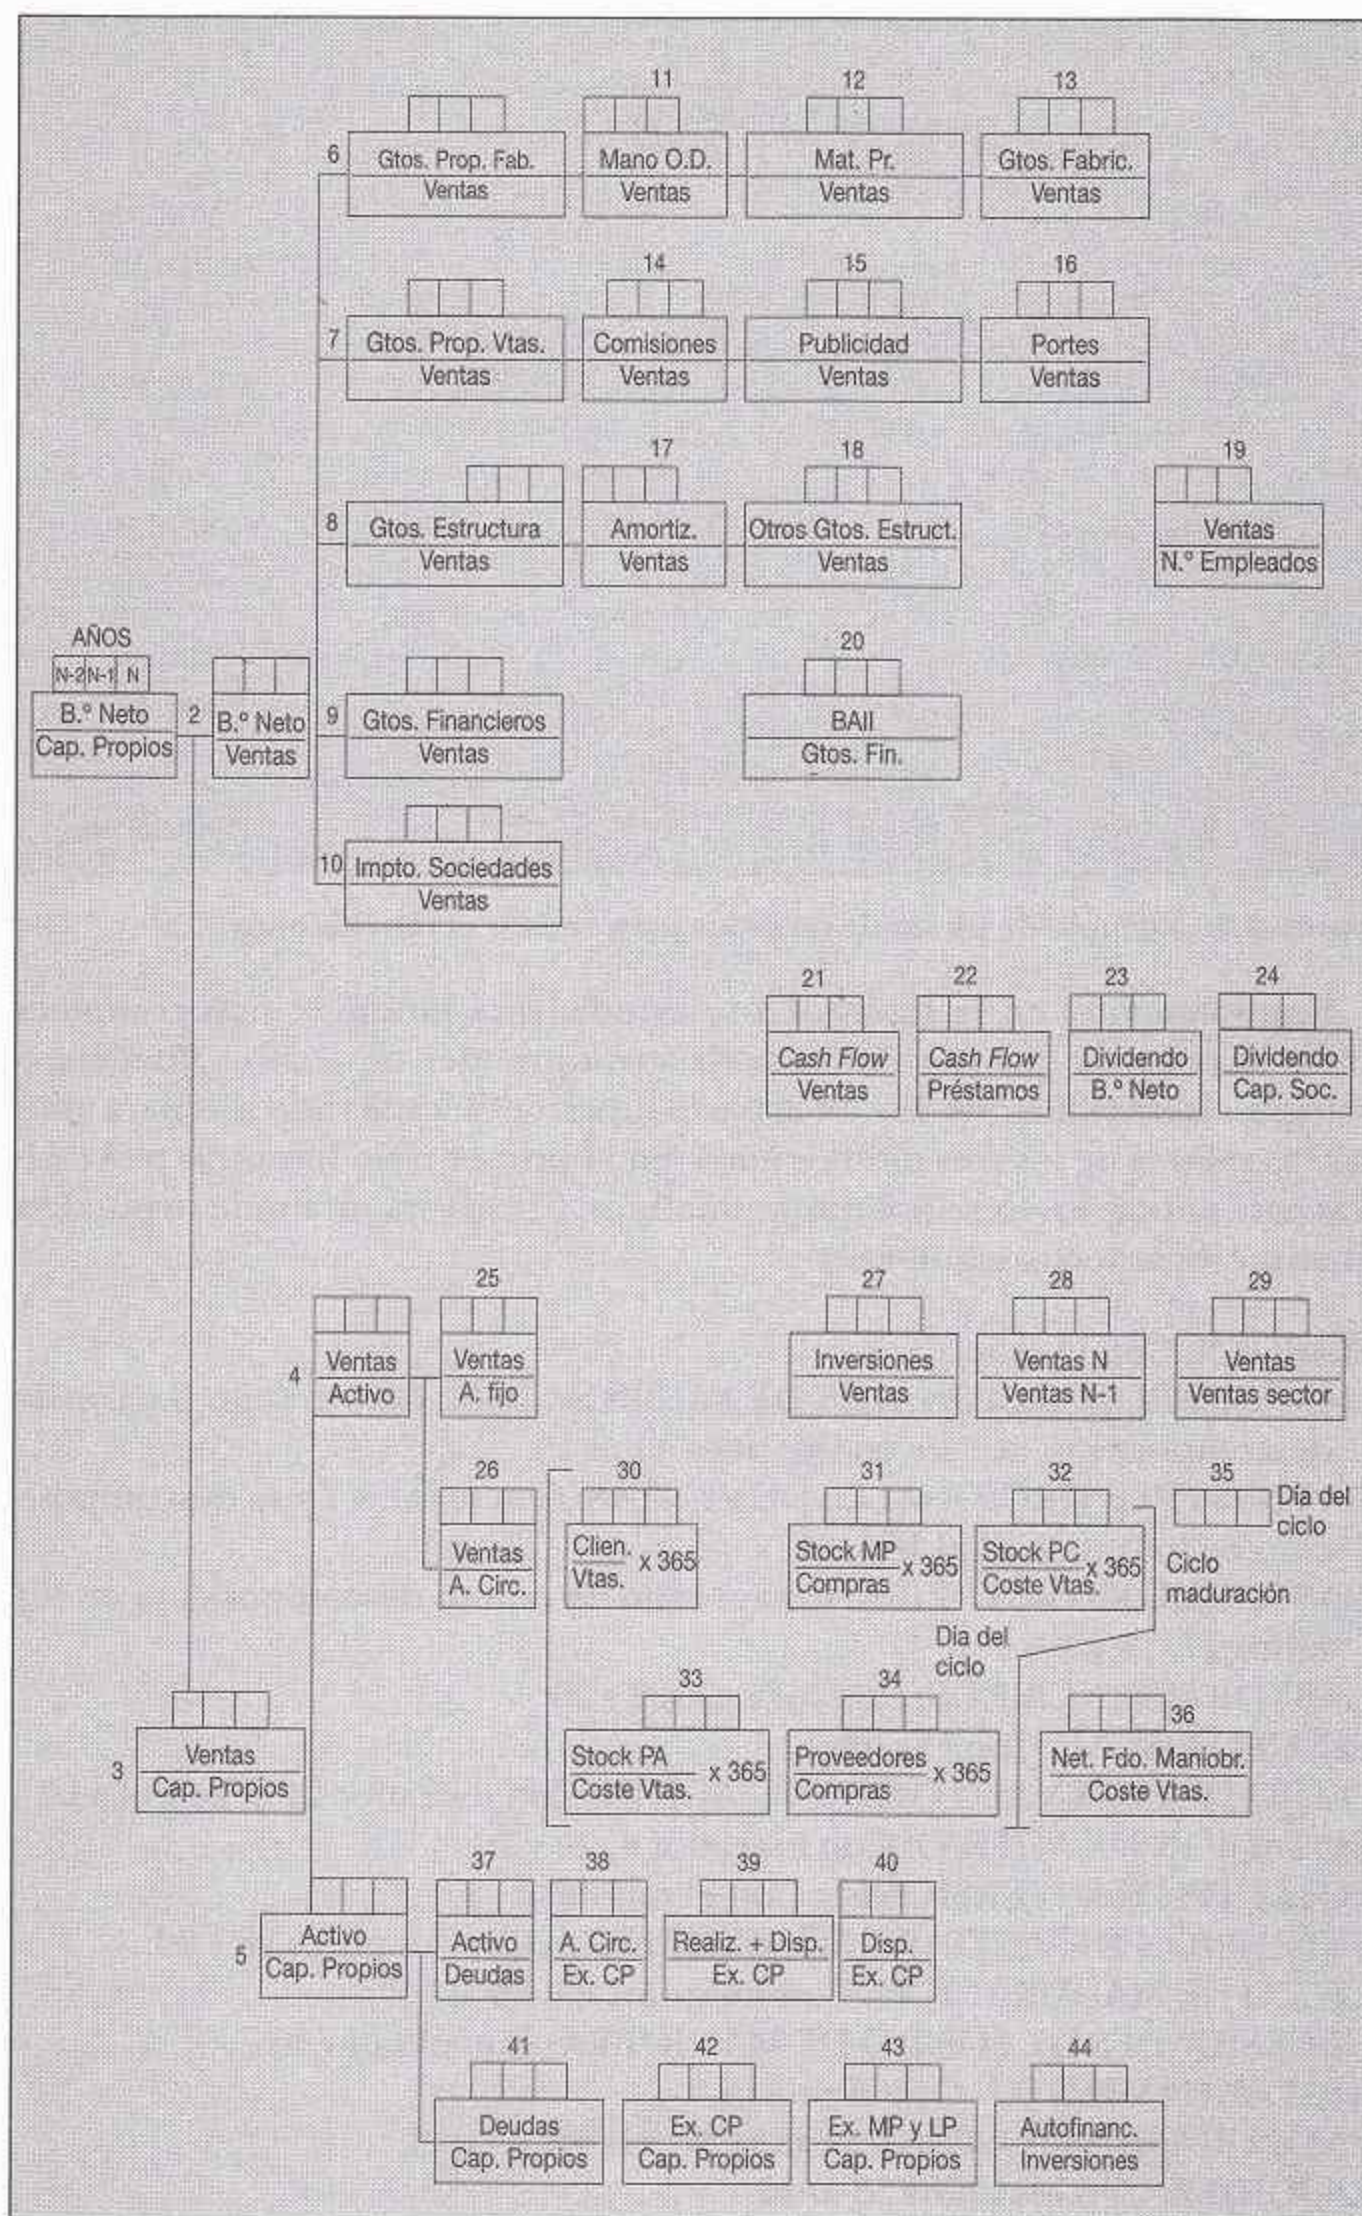 11 12 13
6 Gtos. Prop. Fab. Mano O.D. Mat. Pr. Gtos. Fabric.
Ventas Ventas Ventas Ventas
14 15 16
7 Gtos. Prop. Vtas. Comisiones Publicidad Portes
Ventas Ventas Ventas Ventas
17 18 19
8 Gtos. Estructura Amortiz. Otros Gtos. Estruct. Ventas
Ventas Ventas Ventas N.º Empleados
AÑOS
N-2 N-1 N
20
B.º Neto 2 B.º Neto 9 Gtos. Financieros BAII
Cap. Propios Ventas Ventas Gtos. Fin.
10 Impto. Sociedades
Ventas
21 22 23 24
Cash Flow Cash Flow Dividendo Dividendo
Ventas Préstamos B.º Neto Cap. Soc.
25 27 28 29
4 Ventas Ventas Inversiones Ventas N Ventas
Activo A. fijo Ventas Ventas N-1 Ventas sector
26 30 31 32 35
Día del
ciclo
Ventas Clien. x 365 Stock MP x 365 Stock PC x 365
A. Circ. Vtas. Compras Coste Vtas.
Ciclo
maduración
Dia del
ciclo
33 34 36
3 Ventas Stock PA x 365 Proveedores x 365 Net. Fdo. Maniobr.
Cap. Propios Coste Vtas. Compras Coste Vtas.
37 38 39 40
5 Activo Activo A. Circ. Realiz. + Disp. Disp.
Cap. Propios Deudas Ex. CP Ex. CP Ex. CP
41 42 43 44
Deudas Ex. CP Ex. MP y LP Autofinanc.
Cap. Propios Cap. Propios Cap. Propios Inversiones